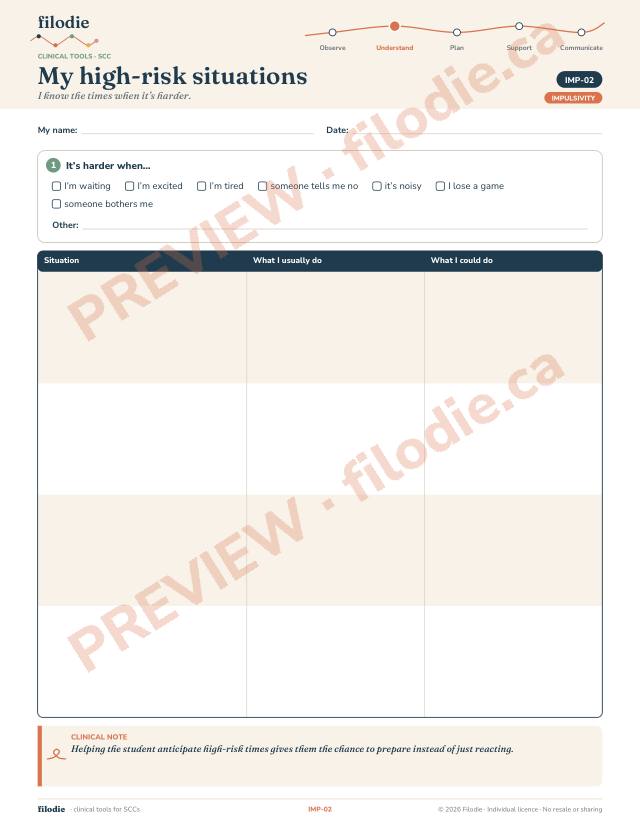 filodie
CLINICAL TOOLS · SCC
Observe Understand Plan Support Communicate
My high-risk situations
I know the times when it's harder.
IMP-02
IMPULSIVITY
My name: Date:
1 It's harder when...
I'm waiting I'm excited I'm tired someone tells me no it's noisy I lose a game
someone bothers me
Other:
Situation What I usually do What I could do
PREVIEW · filodie.ca
PREVIEW · filodie.ca
CLINICAL NOTE
Helping the student anticipate high-risk times gives them the chance to prepare instead of just reacting.
filodie · clinical tools for SCCs IMP-02 © 2026 Filodie · Individual licence · No resale or sharing